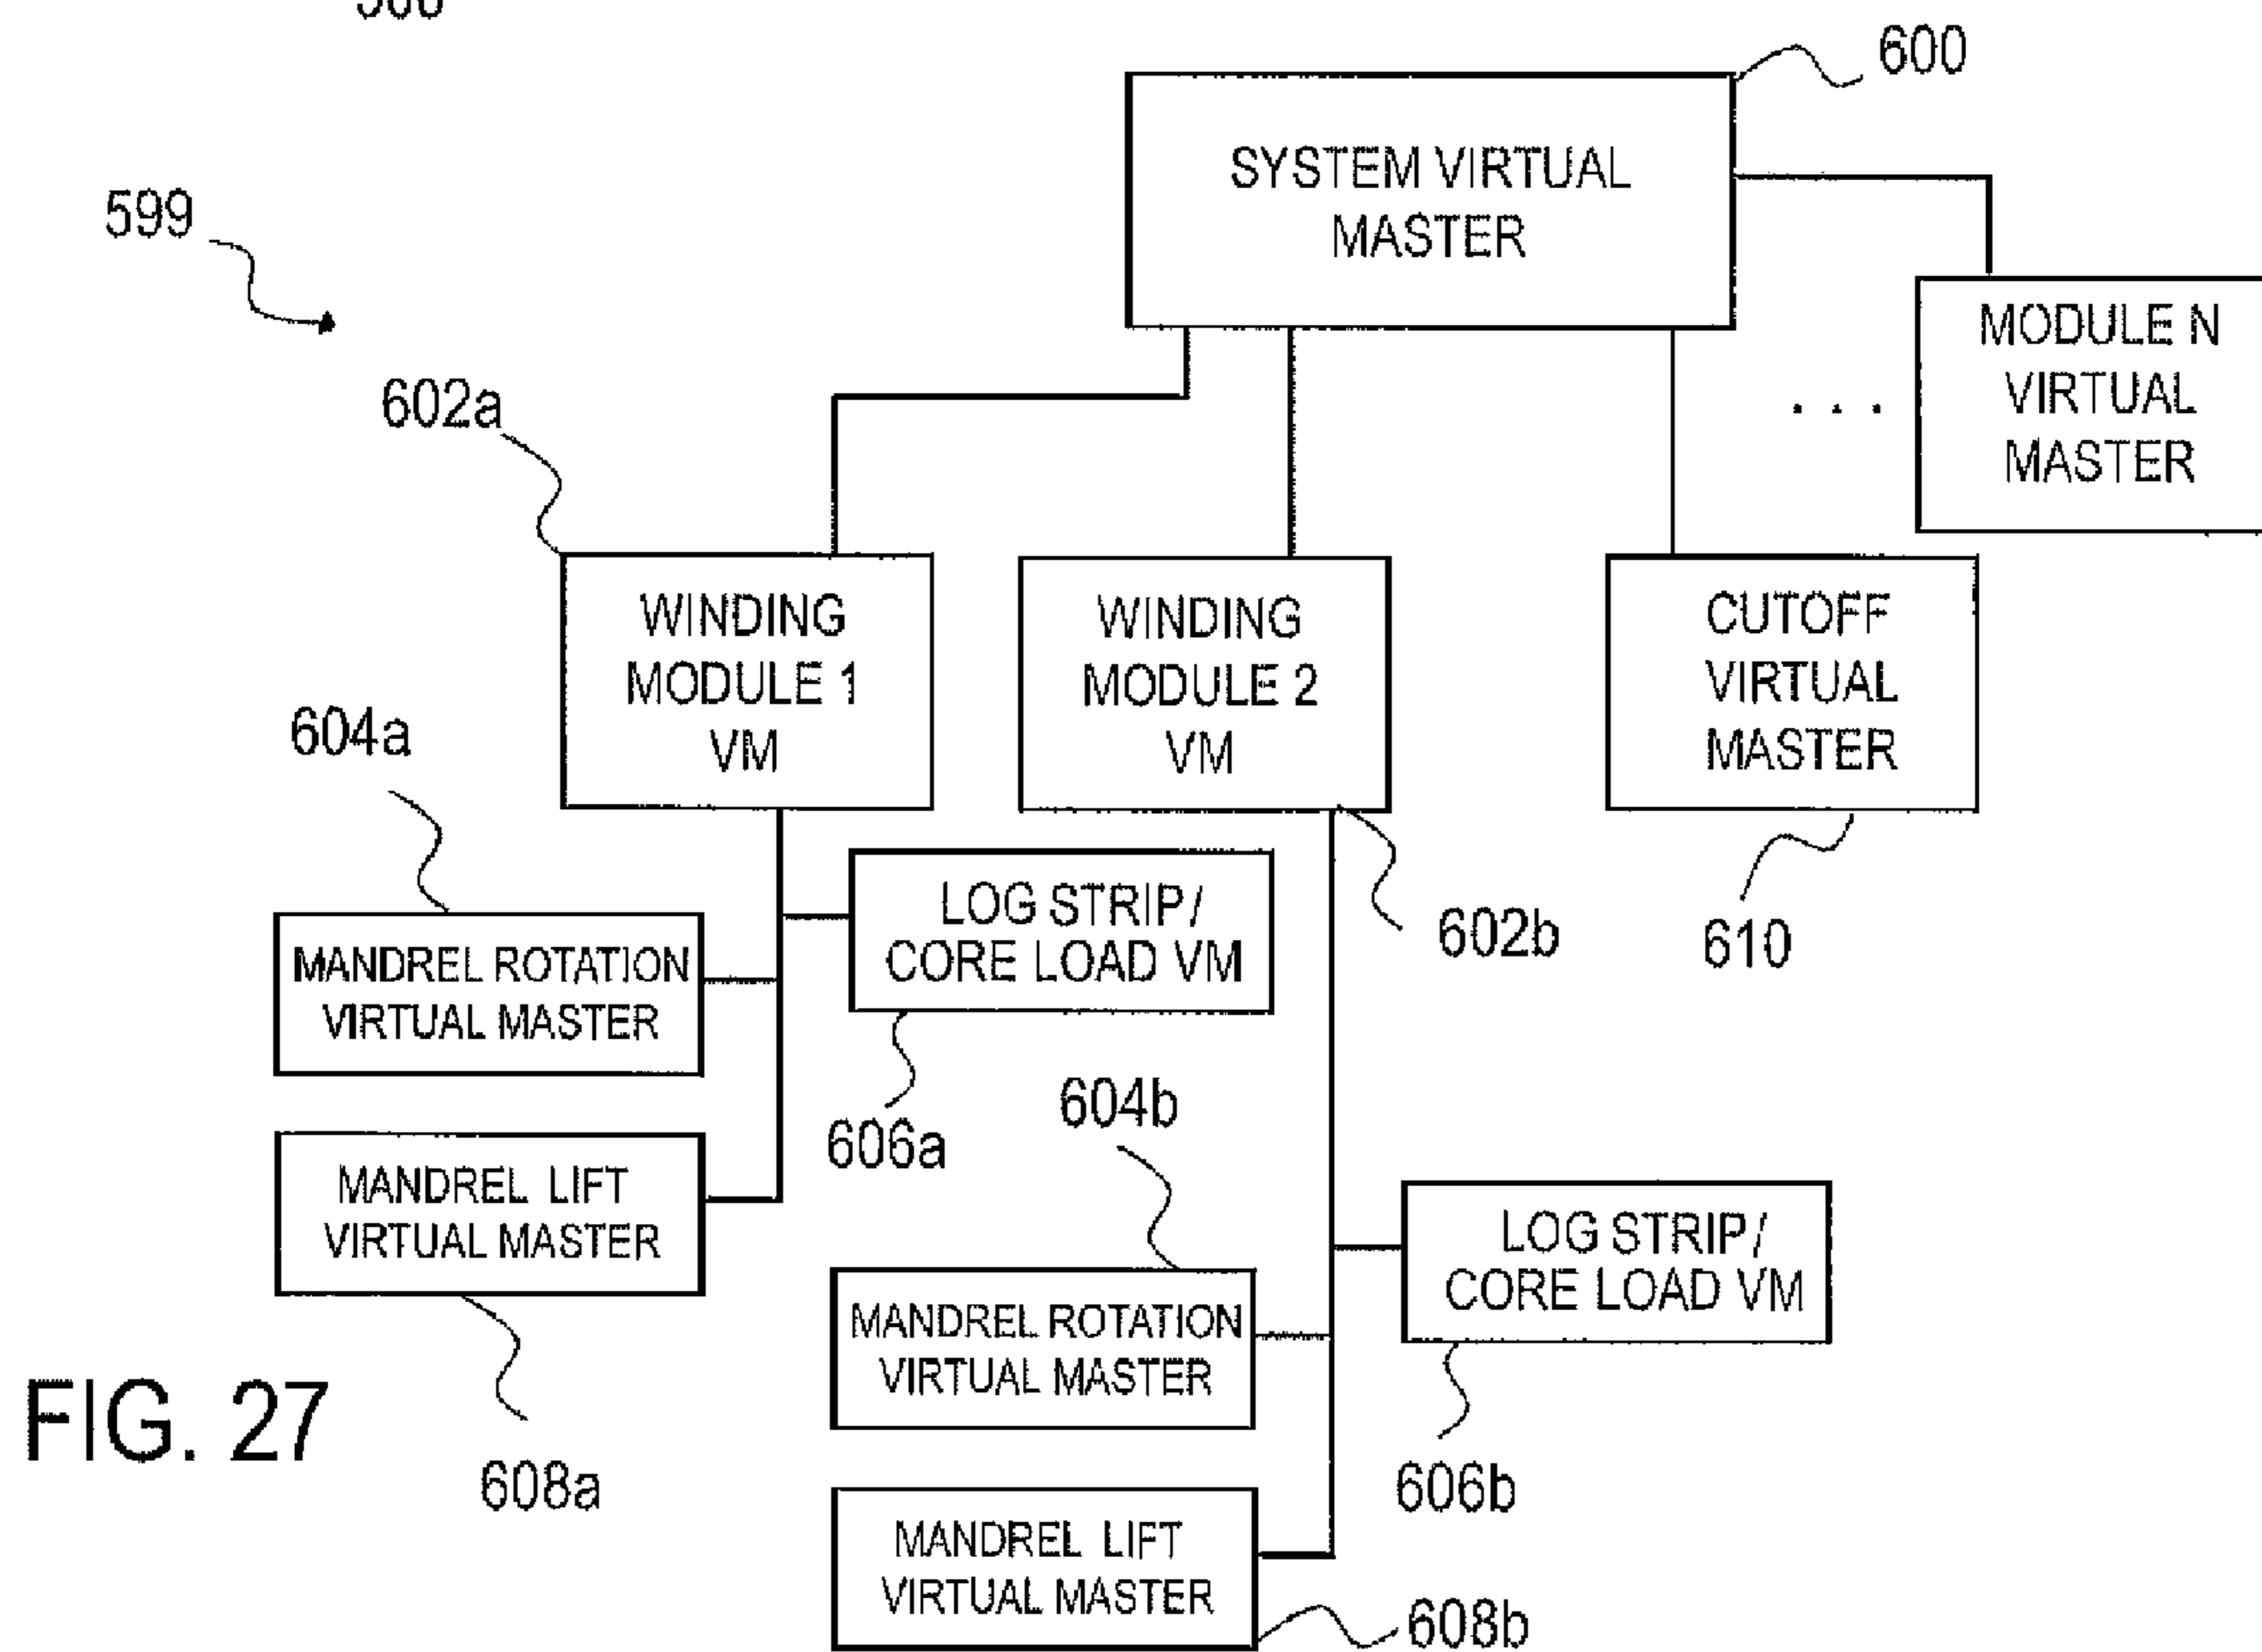 600
SYSTEM VIRTUAL
MASTER
599
MODULE N
VIRTUAL
MASTER
. . .
602a
WINDING
MODULE 1
VM
WINDING
MODULE 2
VM
CUTOFF
VIRTUAL
MASTER
604a
LOG STRIP/
CORE LOAD VM
602b
610
MANDREL ROTATION
VIRTUAL MASTER
606a
604b
MANDREL LIFT
VIRTUAL MASTER
LOG STRIP/
CORE LOAD VM
MANDREL ROTATION
VIRTUAL MASTER
FIG. 27
608a
606b
MANDREL LIFT
VIRTUAL MASTER
608b